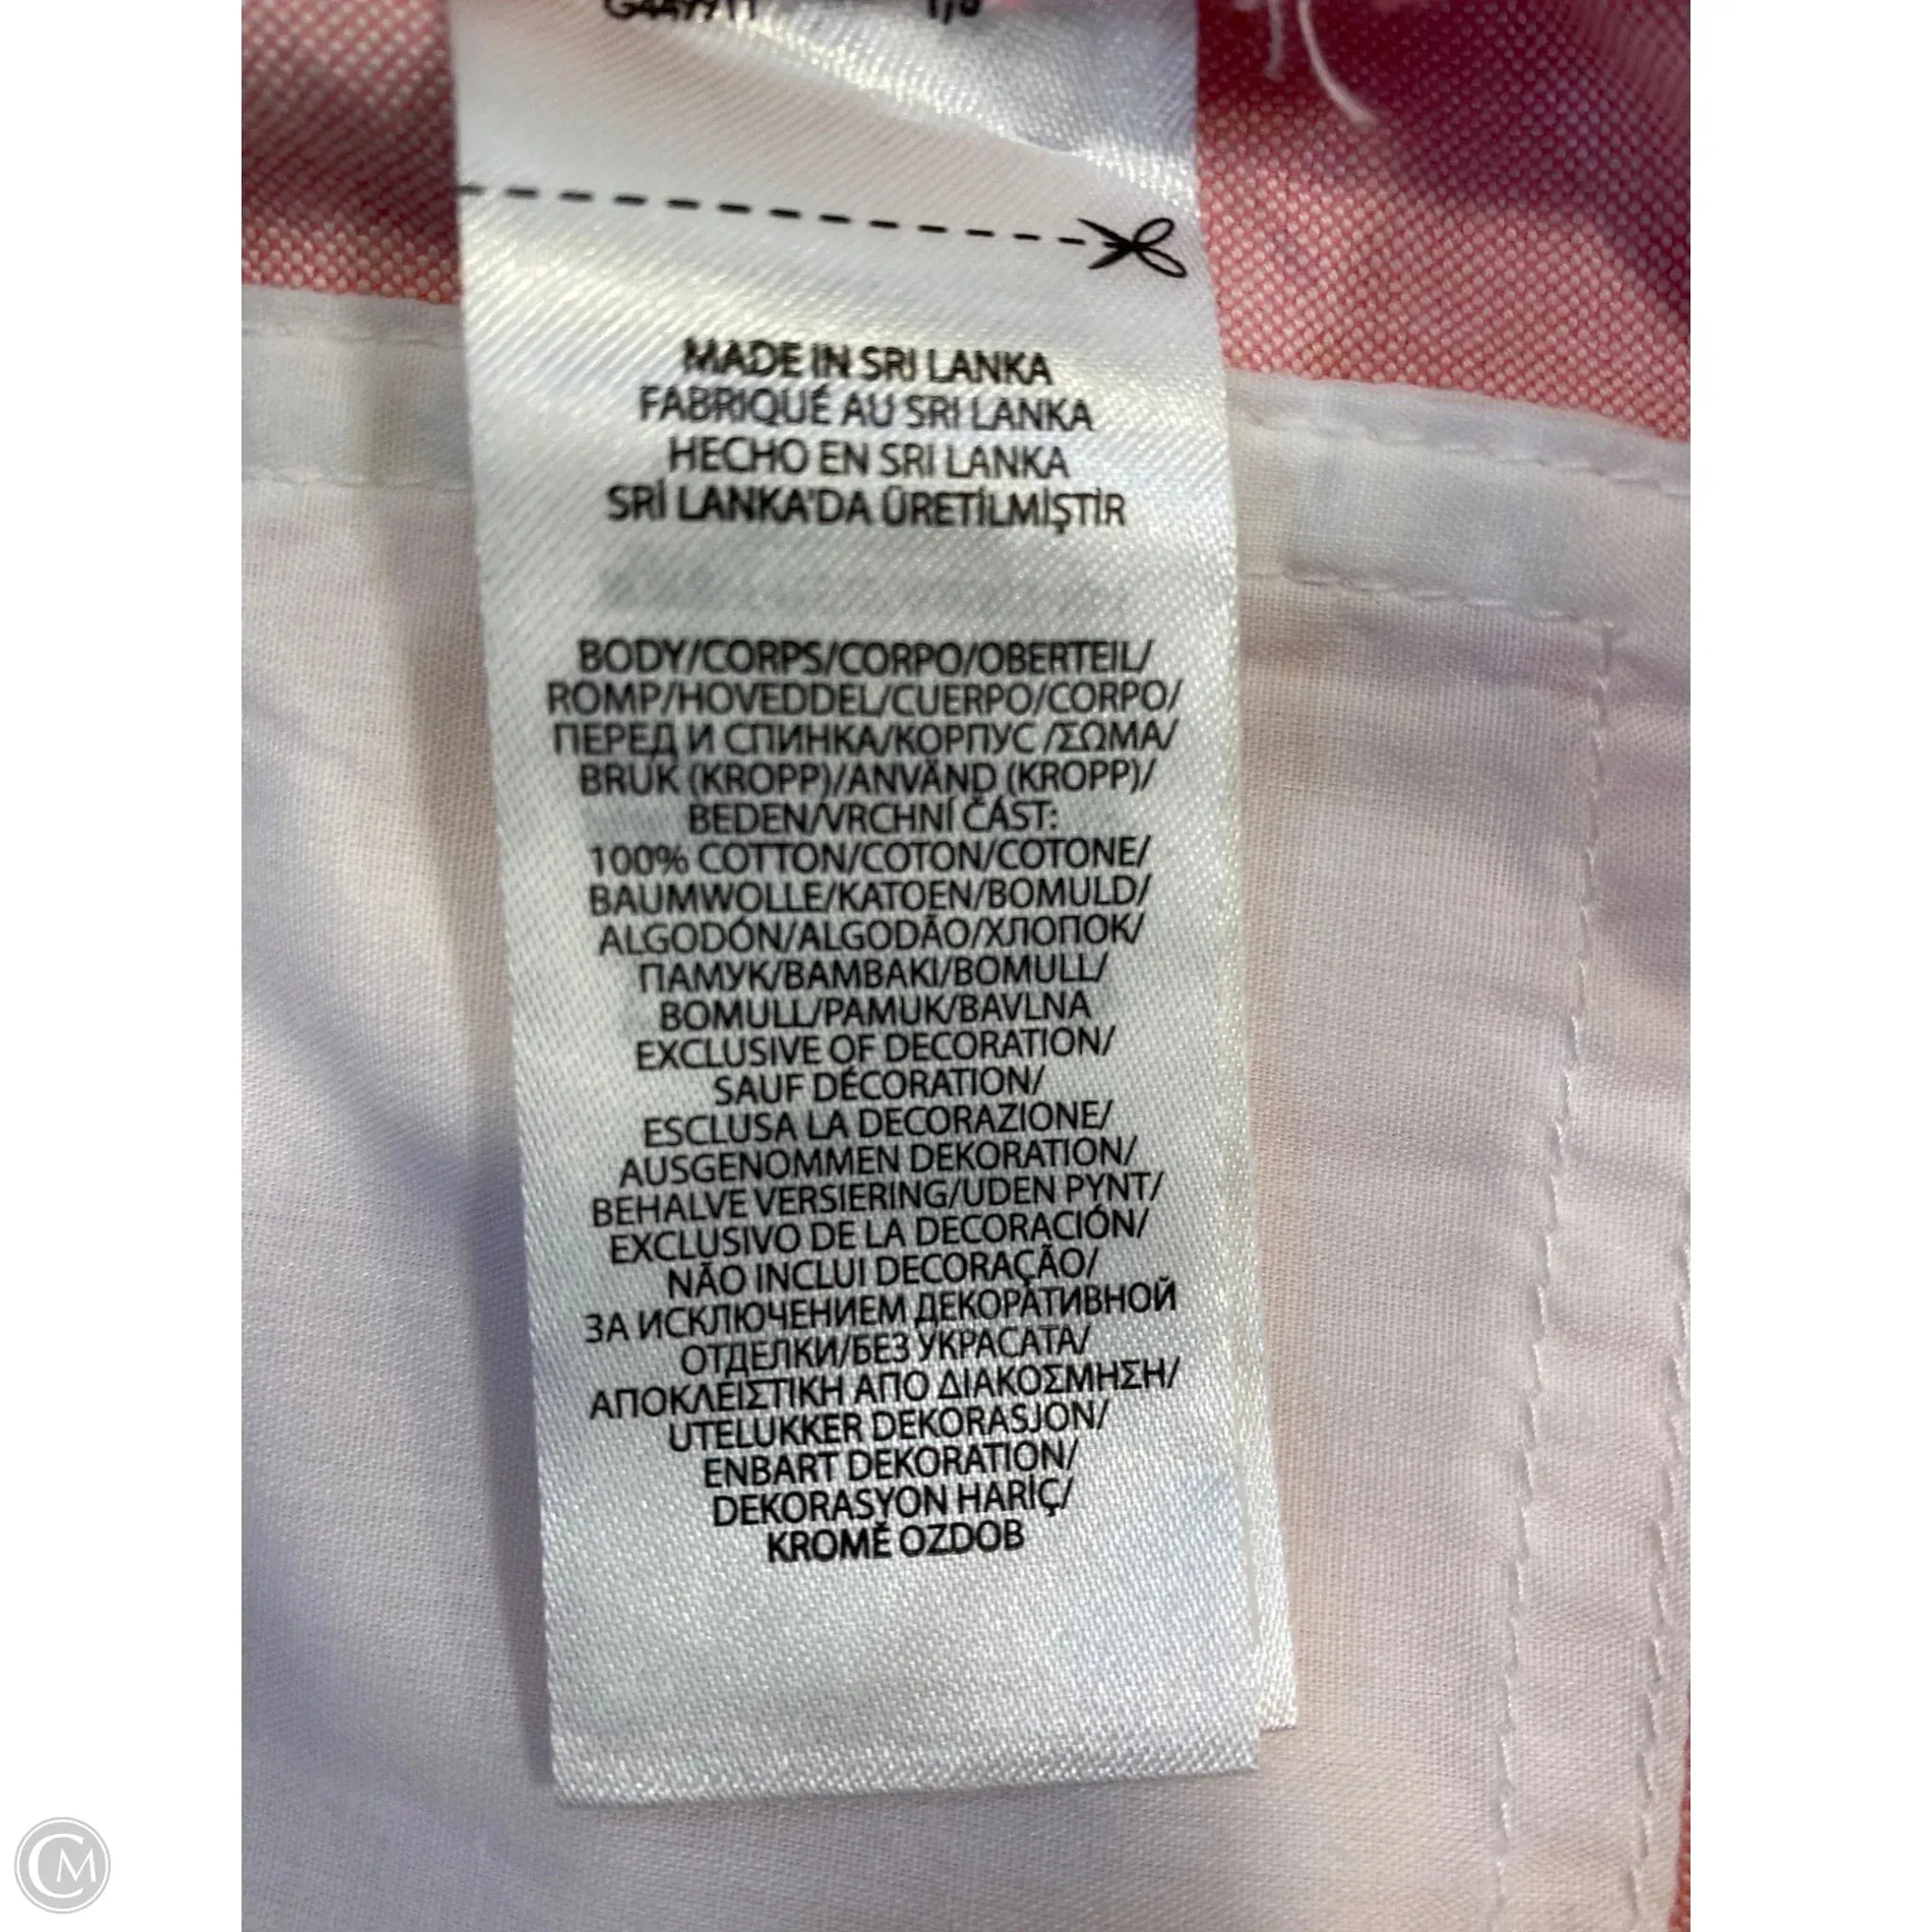 MADE IN SRI LANKA
FABRIQUÉ AU SRI LANKA
HECHO EN SRI LANKA
SRİ LANKA'DA ÜRETİLMİŞTİR
BODY/CORPS/CORPO/OBERTEIL/
ROMP/HOVEDDEL/CUERPO/CORPO/
ПЕРЕД И СПИНКА/КОРПУС /ΣΩΜΑ/
BRUK (KROPP)/ANVÄND (KROPP)/
BEDEN/VRCHNÍ ČÁST:
100% COTTON/COTON/COTONE/
BAUMWOLLE/KATOEN/BOMULD/
ALGODÓN/ALGODÃO/ХЛОПОК/
ПАМУК/ΒΑΜΒΑΚΙ/BOMULL/
BOMULL/PAMUK/BAVLNA
EXCLUSIVE OF DECORATION/
SAUF DÉCORATION/
ESCLUSA LA DECORAZIONE/
AUSGENOMMEN DEKORATION/
BEHALVE VERSIERING/UDEN PYNT/
EXCLUSIVO DE LA DECORACIÓN/
NÃO INCLUI DECORAÇÃO/
ЗА ИСКЛЮЧЕНИЕМ ДЕКОРАТИВНОЙ
ОТДЕЛКИ/БЕЗ УКРАСАТА/
ΑΠΟΚΛΕΙΣΤΙΚΗ ΑΠΟ ΔΙΑΚΟΣΜΗΣΗ/
UTELUKKER DEKORASJON/
ENBART DEKORATION/
DEKORASYON HARİÇ/
KROMĚ OZDOB
CM